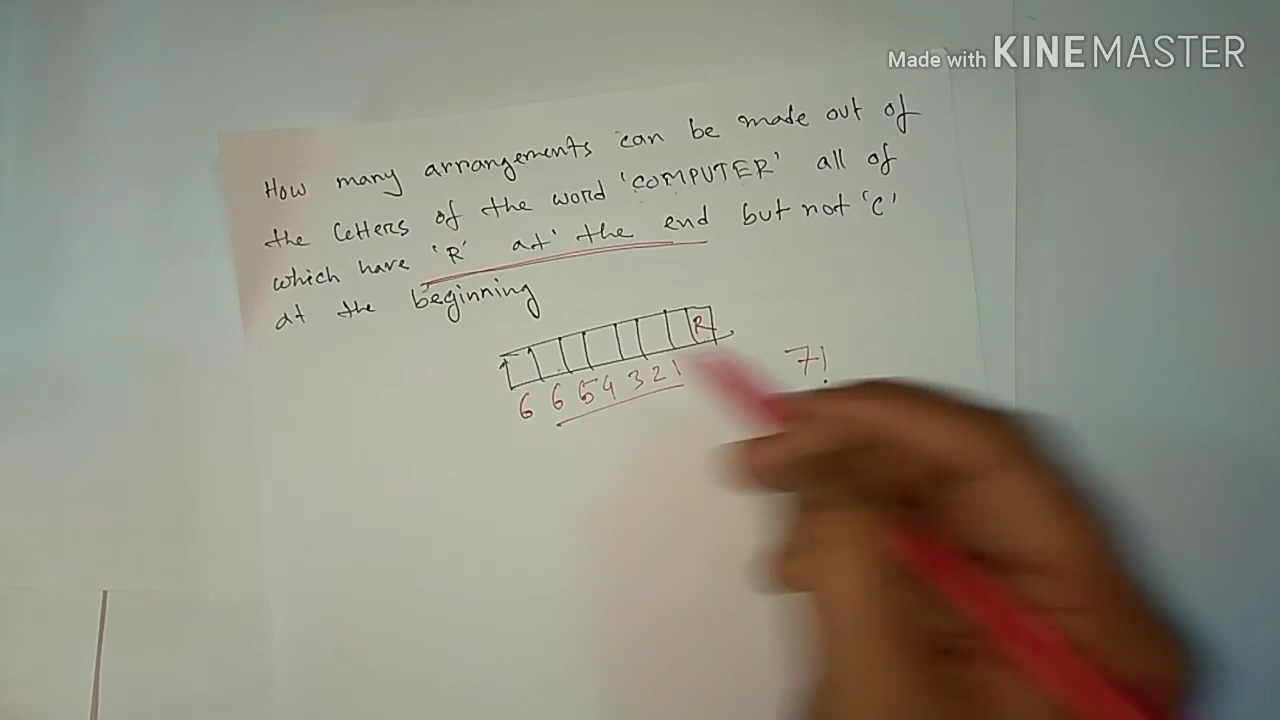 Made with KINEMASTER
How many arrangements can be made out of
the letters of the word 'COMPUTER' all of
which have 'R' at the end but not 'C'
at the beginning
R
6 6 5 4 3 2 1
7!